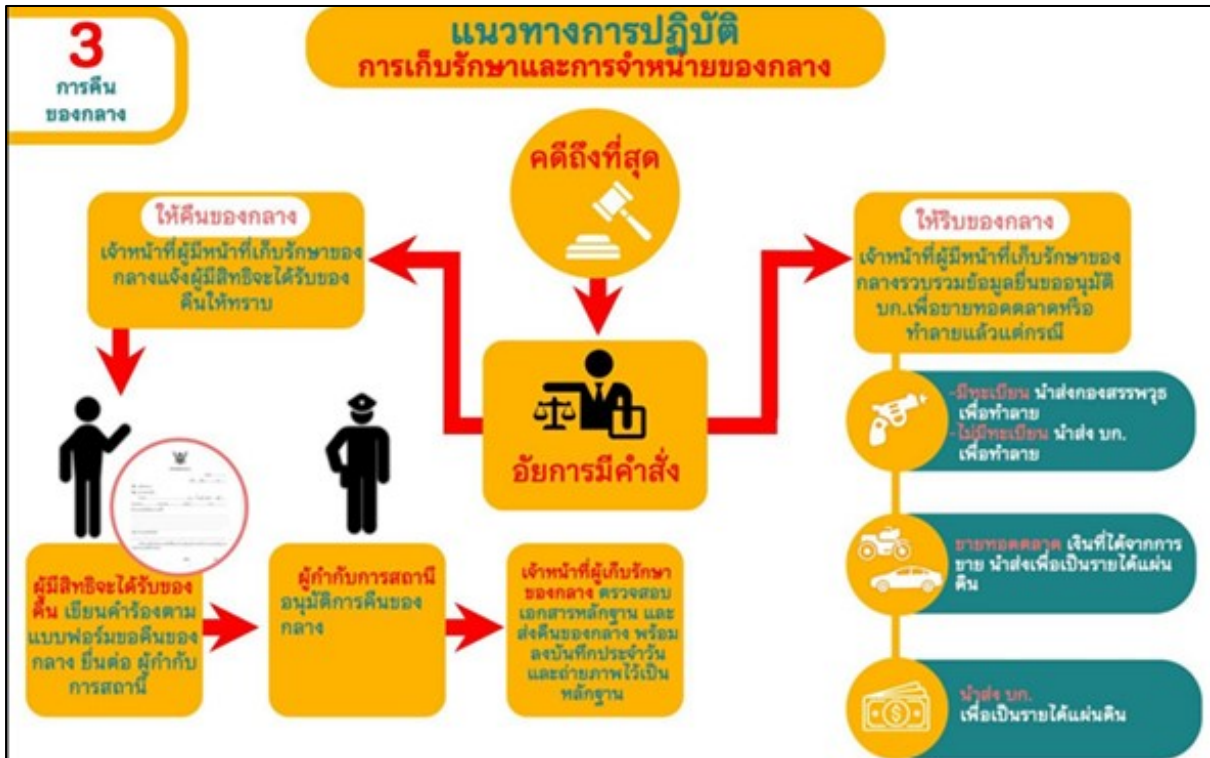 3
การคืน
ของกลาง
แนวทางการปฏิบัติ
การเก็บรักษาและการจำหน่ายของกลาง
คดีถึงที่สุด
ให้คืนของกลาง
เจ้าหน้าที่ผู้มีหน้าที่เก็บรักษาของ
กลางแจ้งผู้มีสิทธิจะได้รับของ
คืนให้ทราบ
ให้ริบของกลาง
เจ้าหน้าที่ผู้มีหน้าที่เก็บรักษาของ
กลางรวบรวมข้อมูลยื่นขออนุมัติ
บก.เพื่อขายทอดตลาดหรือ
ทำลายแล้วแต่กรณี
อัยการมีคำสั่ง
-มีทะเบียน นำส่งกองสรรพวุธ
เพื่อทำลาย
-ไม่มีทะเบียน นำส่ง บก.
เพื่อทำลาย
ขายทอดตลาด เงินที่ได้จากการ
ขาย นำส่งเพื่อเป็นรายได้แผ่น
ดิน
นำส่ง บก.
เพื่อเป็นรายได้แผ่นดิน
ผู้มีสิทธิจะได้รับของ
คืน เขียนคำร้องตาม
แบบฟอร์มขอคืนของ
กลาง ยื่นต่อ ผู้กำกับ
การสถานี
ผู้กำกับการสถานี
อนุมัติการคืนของ
กลาง
เจ้าหน้าที่ผู้เก็บรักษา
ของกลาง ตรวจสอบ
เอกสารหลักฐาน และ
ส่งคืนของกลาง พร้อม
ลงบันทึกประจำวัน
และถ่ายภาพไว้เป็น
หลักฐาน